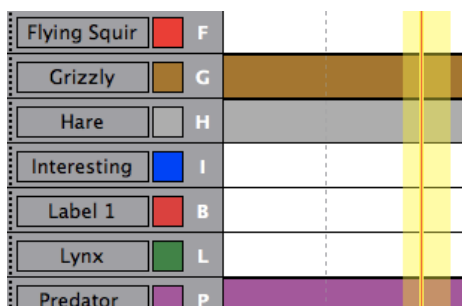 Flying Squir F
Grizzly G
Hare H
Interesting I
Label 1 B
Lynx L
Predator P